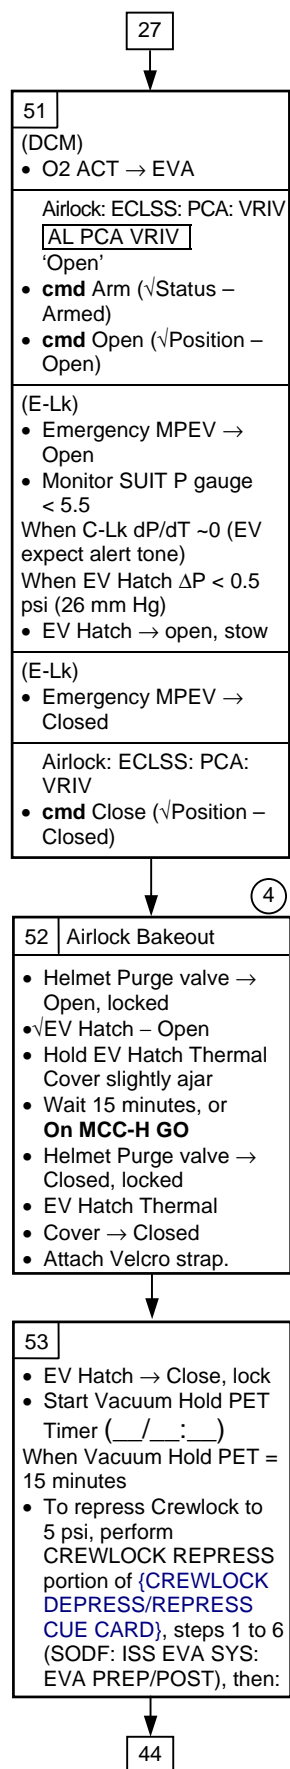 27
51
(DCM)
• O2 ACT → EVA
Airlock: ECLSS: PCA: VRIV
AL PCA VRIV
‘Open’
• cmd Arm (√Status –
Armed)
• cmd Open (√Position –
Open)
(E-Lk)
• Emergency MPEV →
Open
• Monitor SUIT P gauge
< 5.5
When C-Lk dP/dT ~0 (EV
expect alert tone)
When EV Hatch ΔP < 0.5
psi (26 mm Hg)
• EV Hatch → open, stow
(E-Lk)
• Emergency MPEV →
Closed
Airlock: ECLSS: PCA:
VRIV
• cmd Close (√Position –
Closed)
4
52 Airlock Bakeout
• Helmet Purge valve →
Open, locked
•√EV Hatch – Open
• Hold EV Hatch Thermal
Cover slightly ajar
• Wait 15 minutes, or
On MCC-H GO
• Helmet Purge valve →
Closed, locked
• EV Hatch Thermal
• Cover → Closed
• Attach Velcro strap.
53
• EV Hatch → Close, lock
• Start Vacuum Hold PET
Timer (__/__:__)
When Vacuum Hold PET =
15 minutes
• To repress Crewlock to
5 psi, perform
CREWLOCK REPRESS
portion of {CREWLOCK
DEPRESS/REPRESS
CUE CARD}, steps 1 to 6
(SODF: ISS EVA SYS:
EVA PREP/POST), then:
44